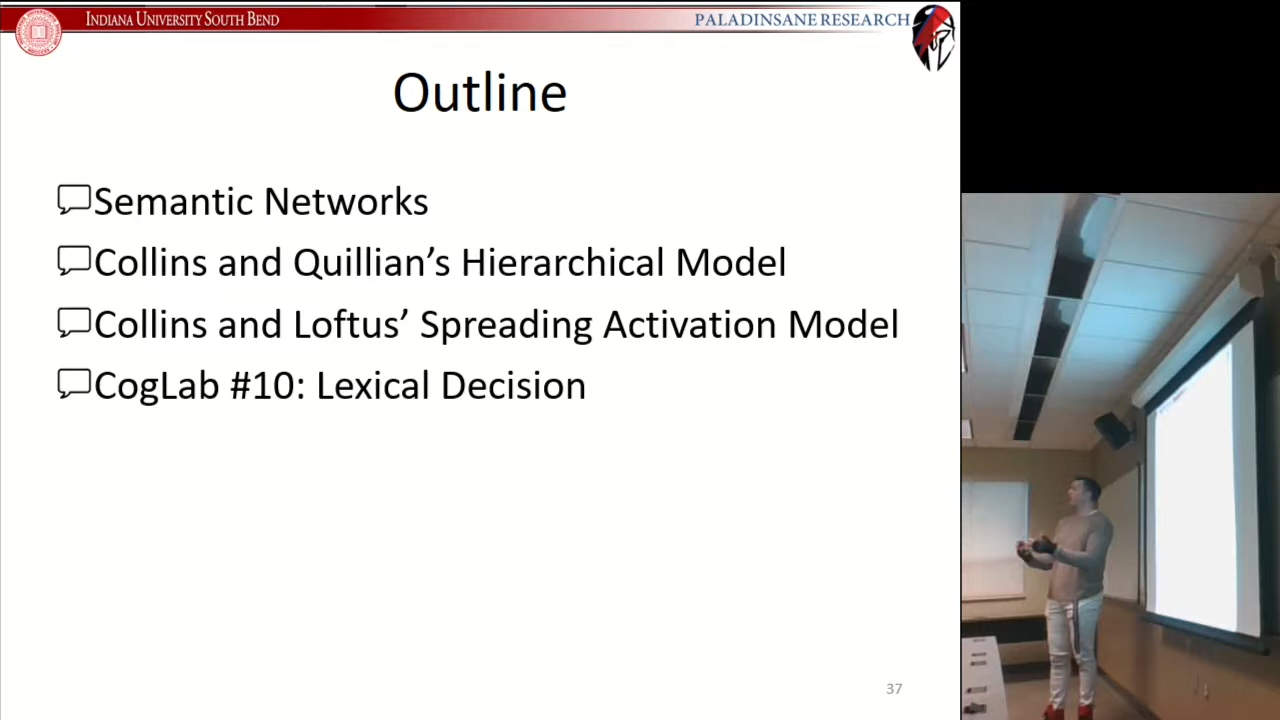 INDIANA UNIVERSITY SOUTH BEND
PALADINSANE RESEARCH
Outline
Semantic Networks
Collins and Quillian’s Hierarchical Model
Collins and Loftus’ Spreading Activation Model
CogLab #10: Lexical Decision
37